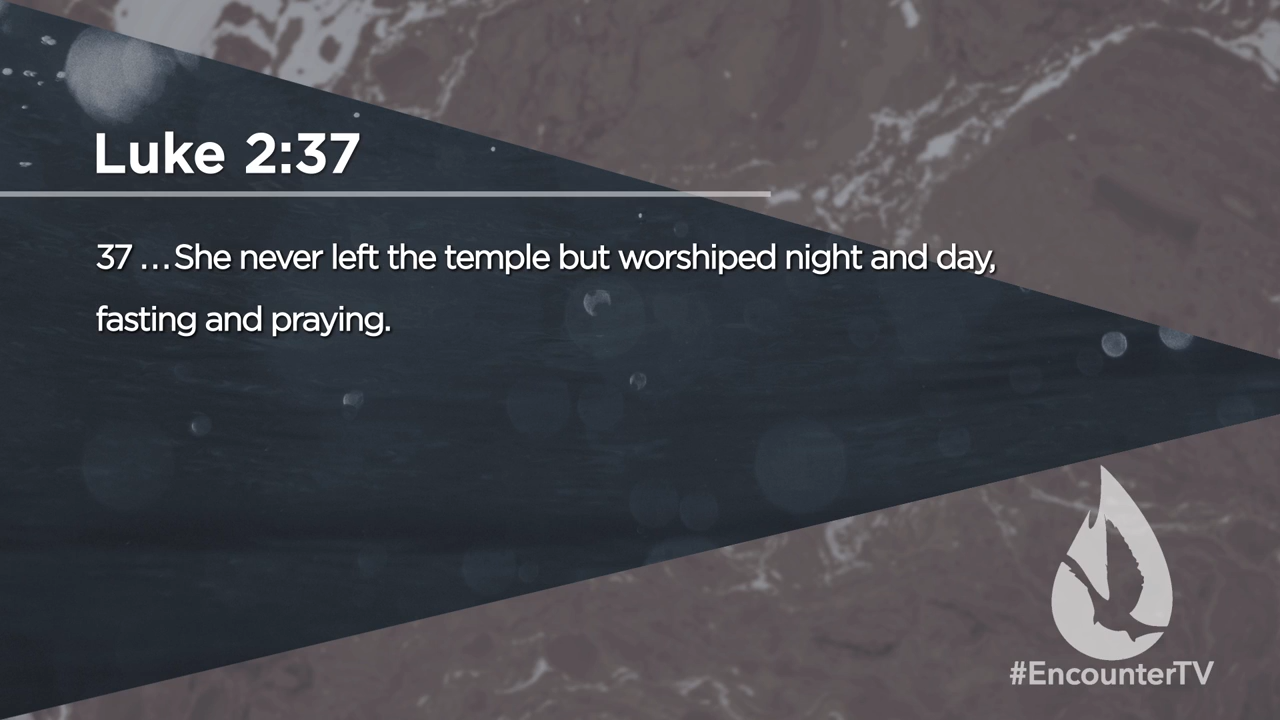 Luke 2:37
37 …She never left the temple but worshiped night and day,
fasting and praying.
#EncounterTV